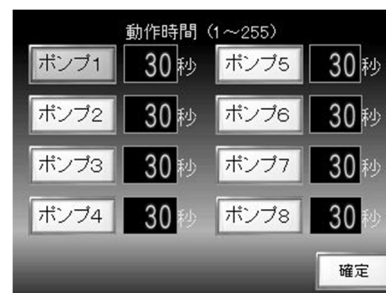 動作時間（1～255）
ポンプ1 30秒 ポンプ5 30秒
ポンプ2 30秒 ポンプ6 30秒
ポンプ3 30秒 ポンプ7 30秒
ポンプ4 30秒 ポンプ8 30秒
確定